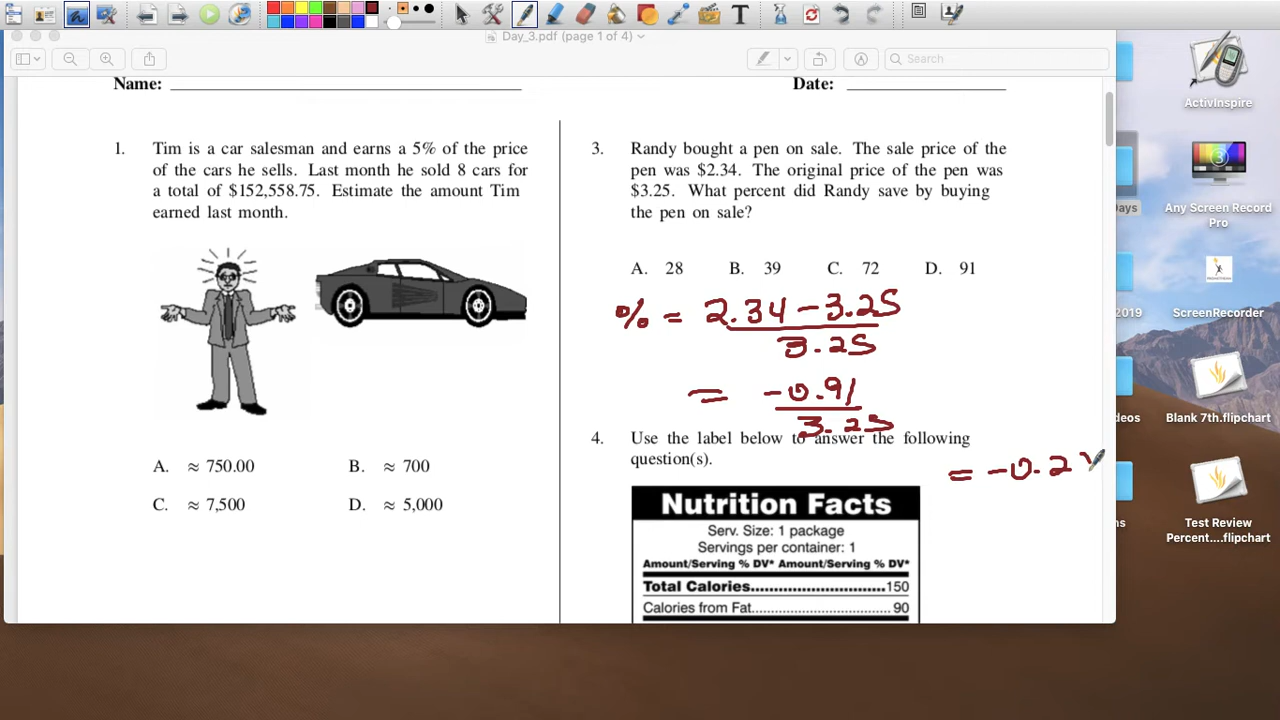 Day_3.pdf (page 1 of 4)
Search
Name:
Date:
1. Tim is a car salesman and earns a 5% of the price
of the cars he sells. Last month he sold 8 cars for
a total of $152,558.75. Estimate the amount Tim
earned last month.
A. ≈ 750.00 B. ≈ 700
C. ≈ 7,500 D. ≈ 5,000
3. Randy bought a pen on sale. The sale price of the
pen was $2.34. The original price of the pen was
$3.25. What percent did Randy save by buying
the pen on sale?
A. 28 B. 39 C. 72 D. 91
% = 2.34 - 3.25
3.25
= -0.91
3.25
4. Use the label below to answer the following
question(s).
= -0.2
Nutrition Facts
Serv. Size: 1 package
Servings per container: 1
Amount/Serving % DV* Amount/Serving % DV*
Total Calories..............................150
Calories from Fat................................ 90
ActivInspire
Any Screen Record
Pro
ScreenRecorder
Blank 7th.flipchart
Test Review
Percent....flipchart
ays
2019
deos
ns